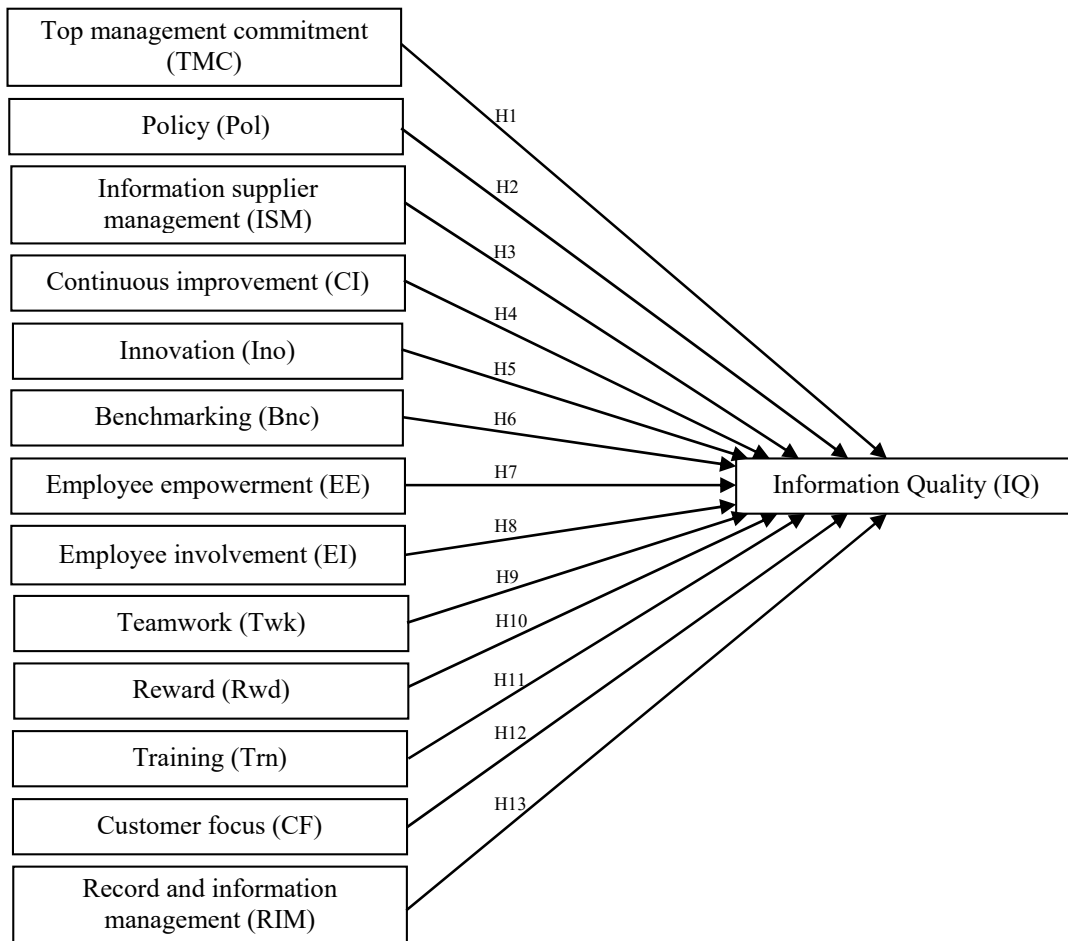 Top management commitment
(TMC)
H1
Policy (Pol)
H2
Information supplier
management (ISM)
H3
Continuous improvement (CI)
H4
Innovation (Ino)
H5
Benchmarking (Bnc)
H6
Employee empowerment (EE)
H7
Information Quality (IQ)
Employee involvement (EI)
H8
Teamwork (Twk)
H9
Reward (Rwd)
H10
Training (Trn)
H11
Customer focus (CF)
H12
Record and information
management (RIM)
H13